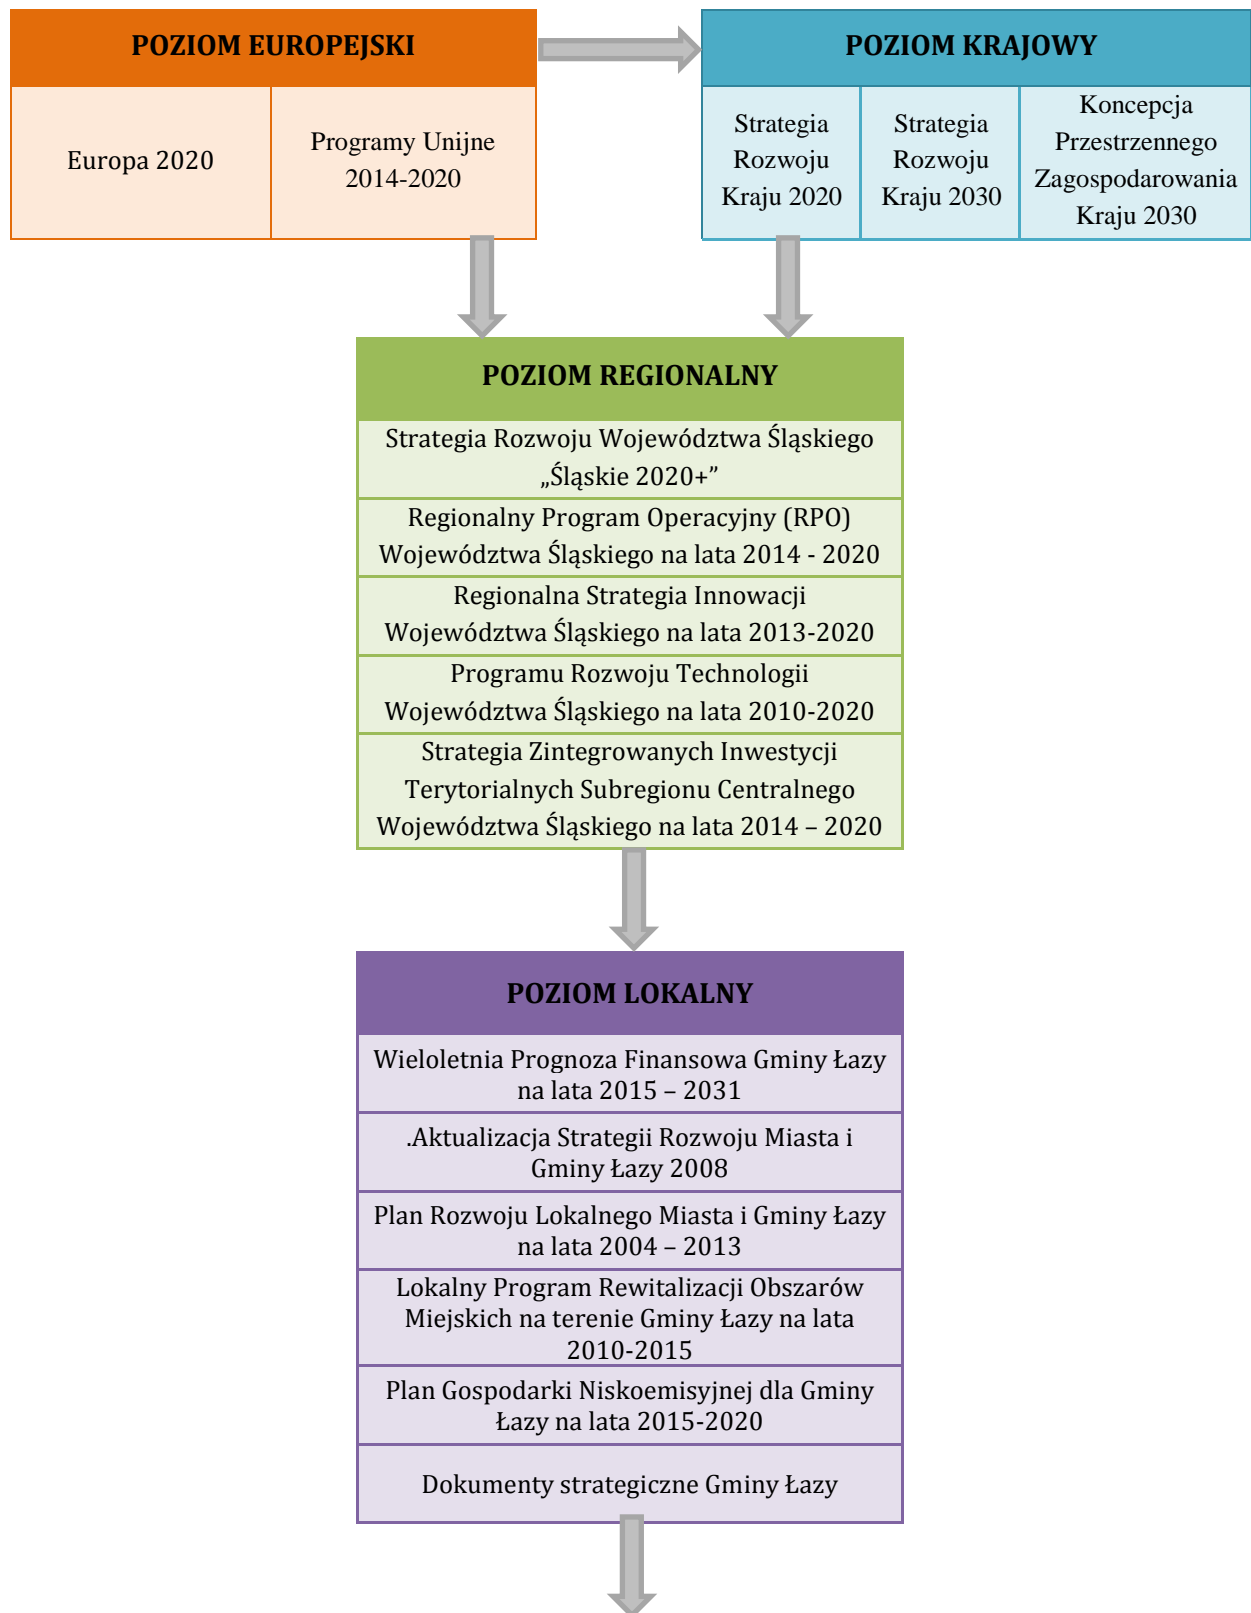 POZIOM EUROPEJSKI
Europa 2020
Programy Unijne
2014-2020
POZIOM KRAJOWY
Strategia
Rozwoju
Kraju 2020
Strategia
Rozwoju
Kraju 2030
Koncepcja
Przestrzennego
Zagospodarowania
Kraju 2030
POZIOM REGIONALNY
Strategia Rozwoju Województwa Śląskiego
„Śląskie 2020+”
Regionalny Program Operacyjny (RPO)
Województwa Śląskiego na lata 2014 - 2020
Regionalna Strategia Innowacji
Województwa Śląskiego na lata 2013-2020
Programu Rozwoju Technologii
Województwa Śląskiego na lata 2010-2020
Strategia Zintegrowanych Inwestycji
Terytorialnych Subregionu Centralnego
Województwa Śląskiego na lata 2014 – 2020
POZIOM LOKALNY
Wieloletnia Prognoza Finansowa Gminy Łazy
na lata 2015 – 2031
.Aktualizacja Strategii Rozwoju Miasta i
Gminy Łazy 2008
Plan Rozwoju Lokalnego Miasta i Gminy Łazy
na lata 2004 – 2013
Lokalny Program Rewitalizacji Obszarów
Miejskich na terenie Gminy Łazy na lata
2010-2015
Plan Gospodarki Niskoemisyjnej dla Gminy
Łazy na lata 2015-2020
Dokumenty strategiczne Gminy Łazy